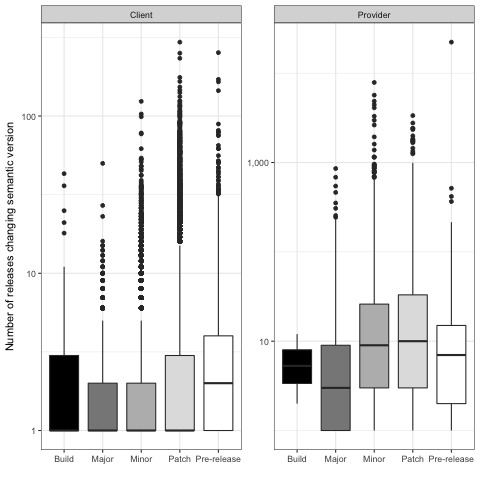 Client
Provider
Number of releases changing semantic version
100
10
1
1,000
10
Build
Major
Minor
Patch
Pre-release
Build
Major
Minor
Patch
Pre-release